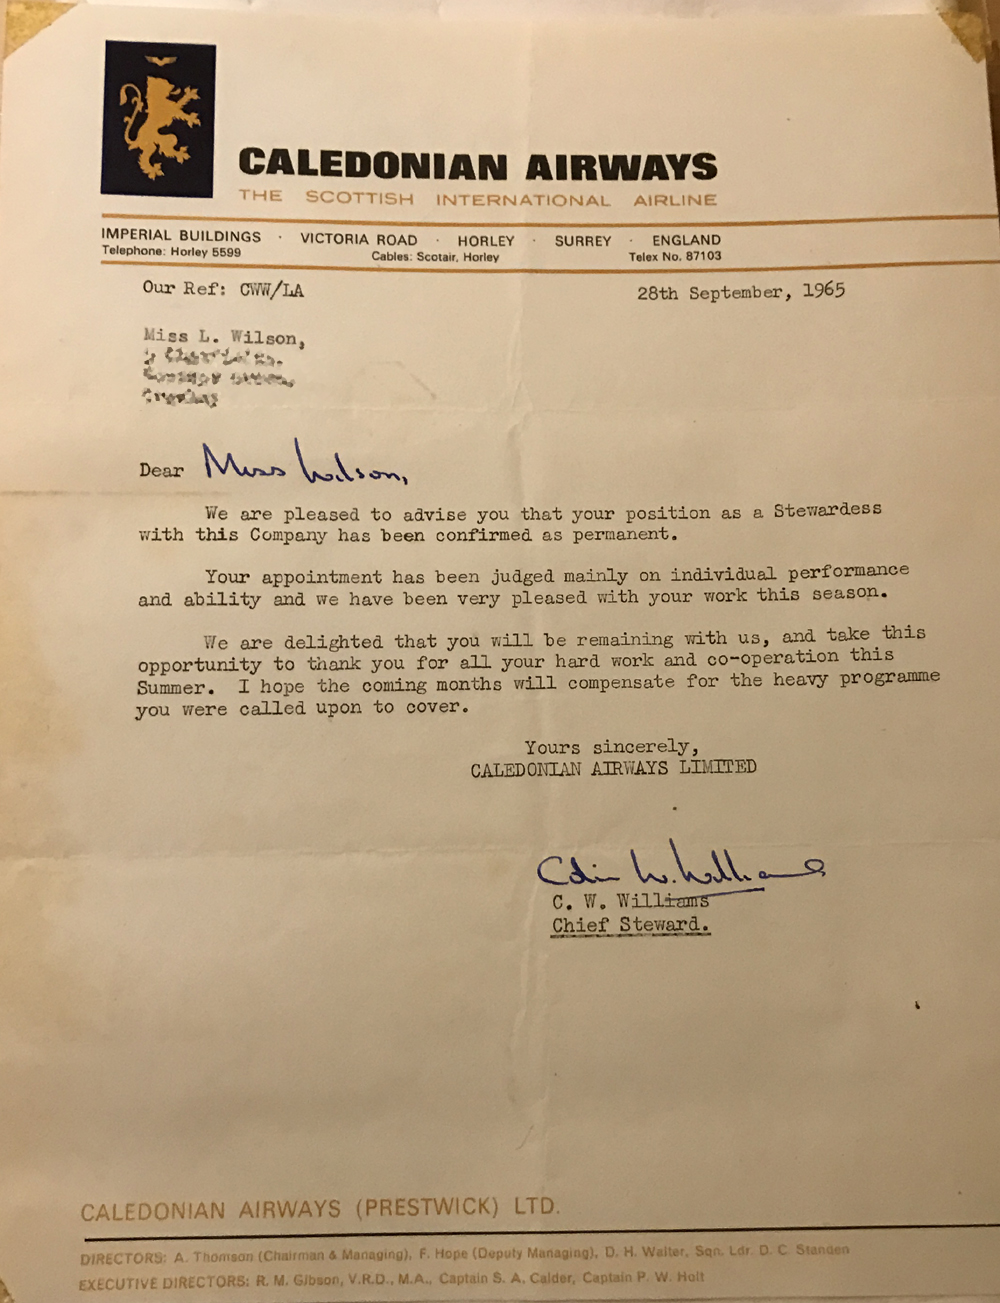 CALEDONIAN AIRWAYS
THE SCOTTISH INTERNATIONAL AIRLINE
IMPERIAL BUILDINGS · VICTORIA ROAD · HORLEY · SURREY · ENGLAND
Telephone: Horley 5599 Cables: Scotair, Horley Telex No. 87103
Our Ref: CWW/LA 28th September, 1965
Miss L. Wilson,
Dear Miss Wilson,
We are pleased to advise you that your position as a Stewardess
with this Company has been confirmed as permanent.
Your appointment has been judged mainly on individual performance
and ability and we have been very pleased with your work this season.
We are delighted that you will be remaining with us, and take this
opportunity to thank you for all your hard work and co-operation this
Summer. I hope the coming months will compensate for the heavy programme
you were called upon to cover.
Yours sincerely,
CALEDONIAN AIRWAYS LIMITED
Colin W. Williams
C. W. Williams
Chief Steward.
CALEDONIAN AIRWAYS (PRESTWICK) LTD.
DIRECTORS: A. Thomson (Chairman & Managing), F. Hope (Deputy Managing), D. H. Walter, Sqn. Ldr. D. C. Standen
EXECUTIVE DIRECTORS: R. M. Gibson, V.R.D., M.A., Captain S. A. Calder, Captain P. W. Holt